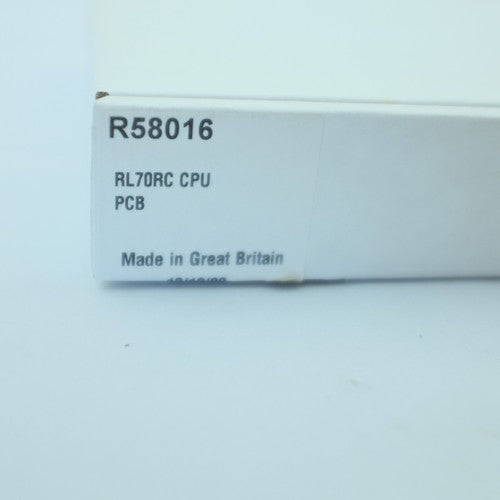 R58016
RL70RC CPU
PCB
Made in Great Britain